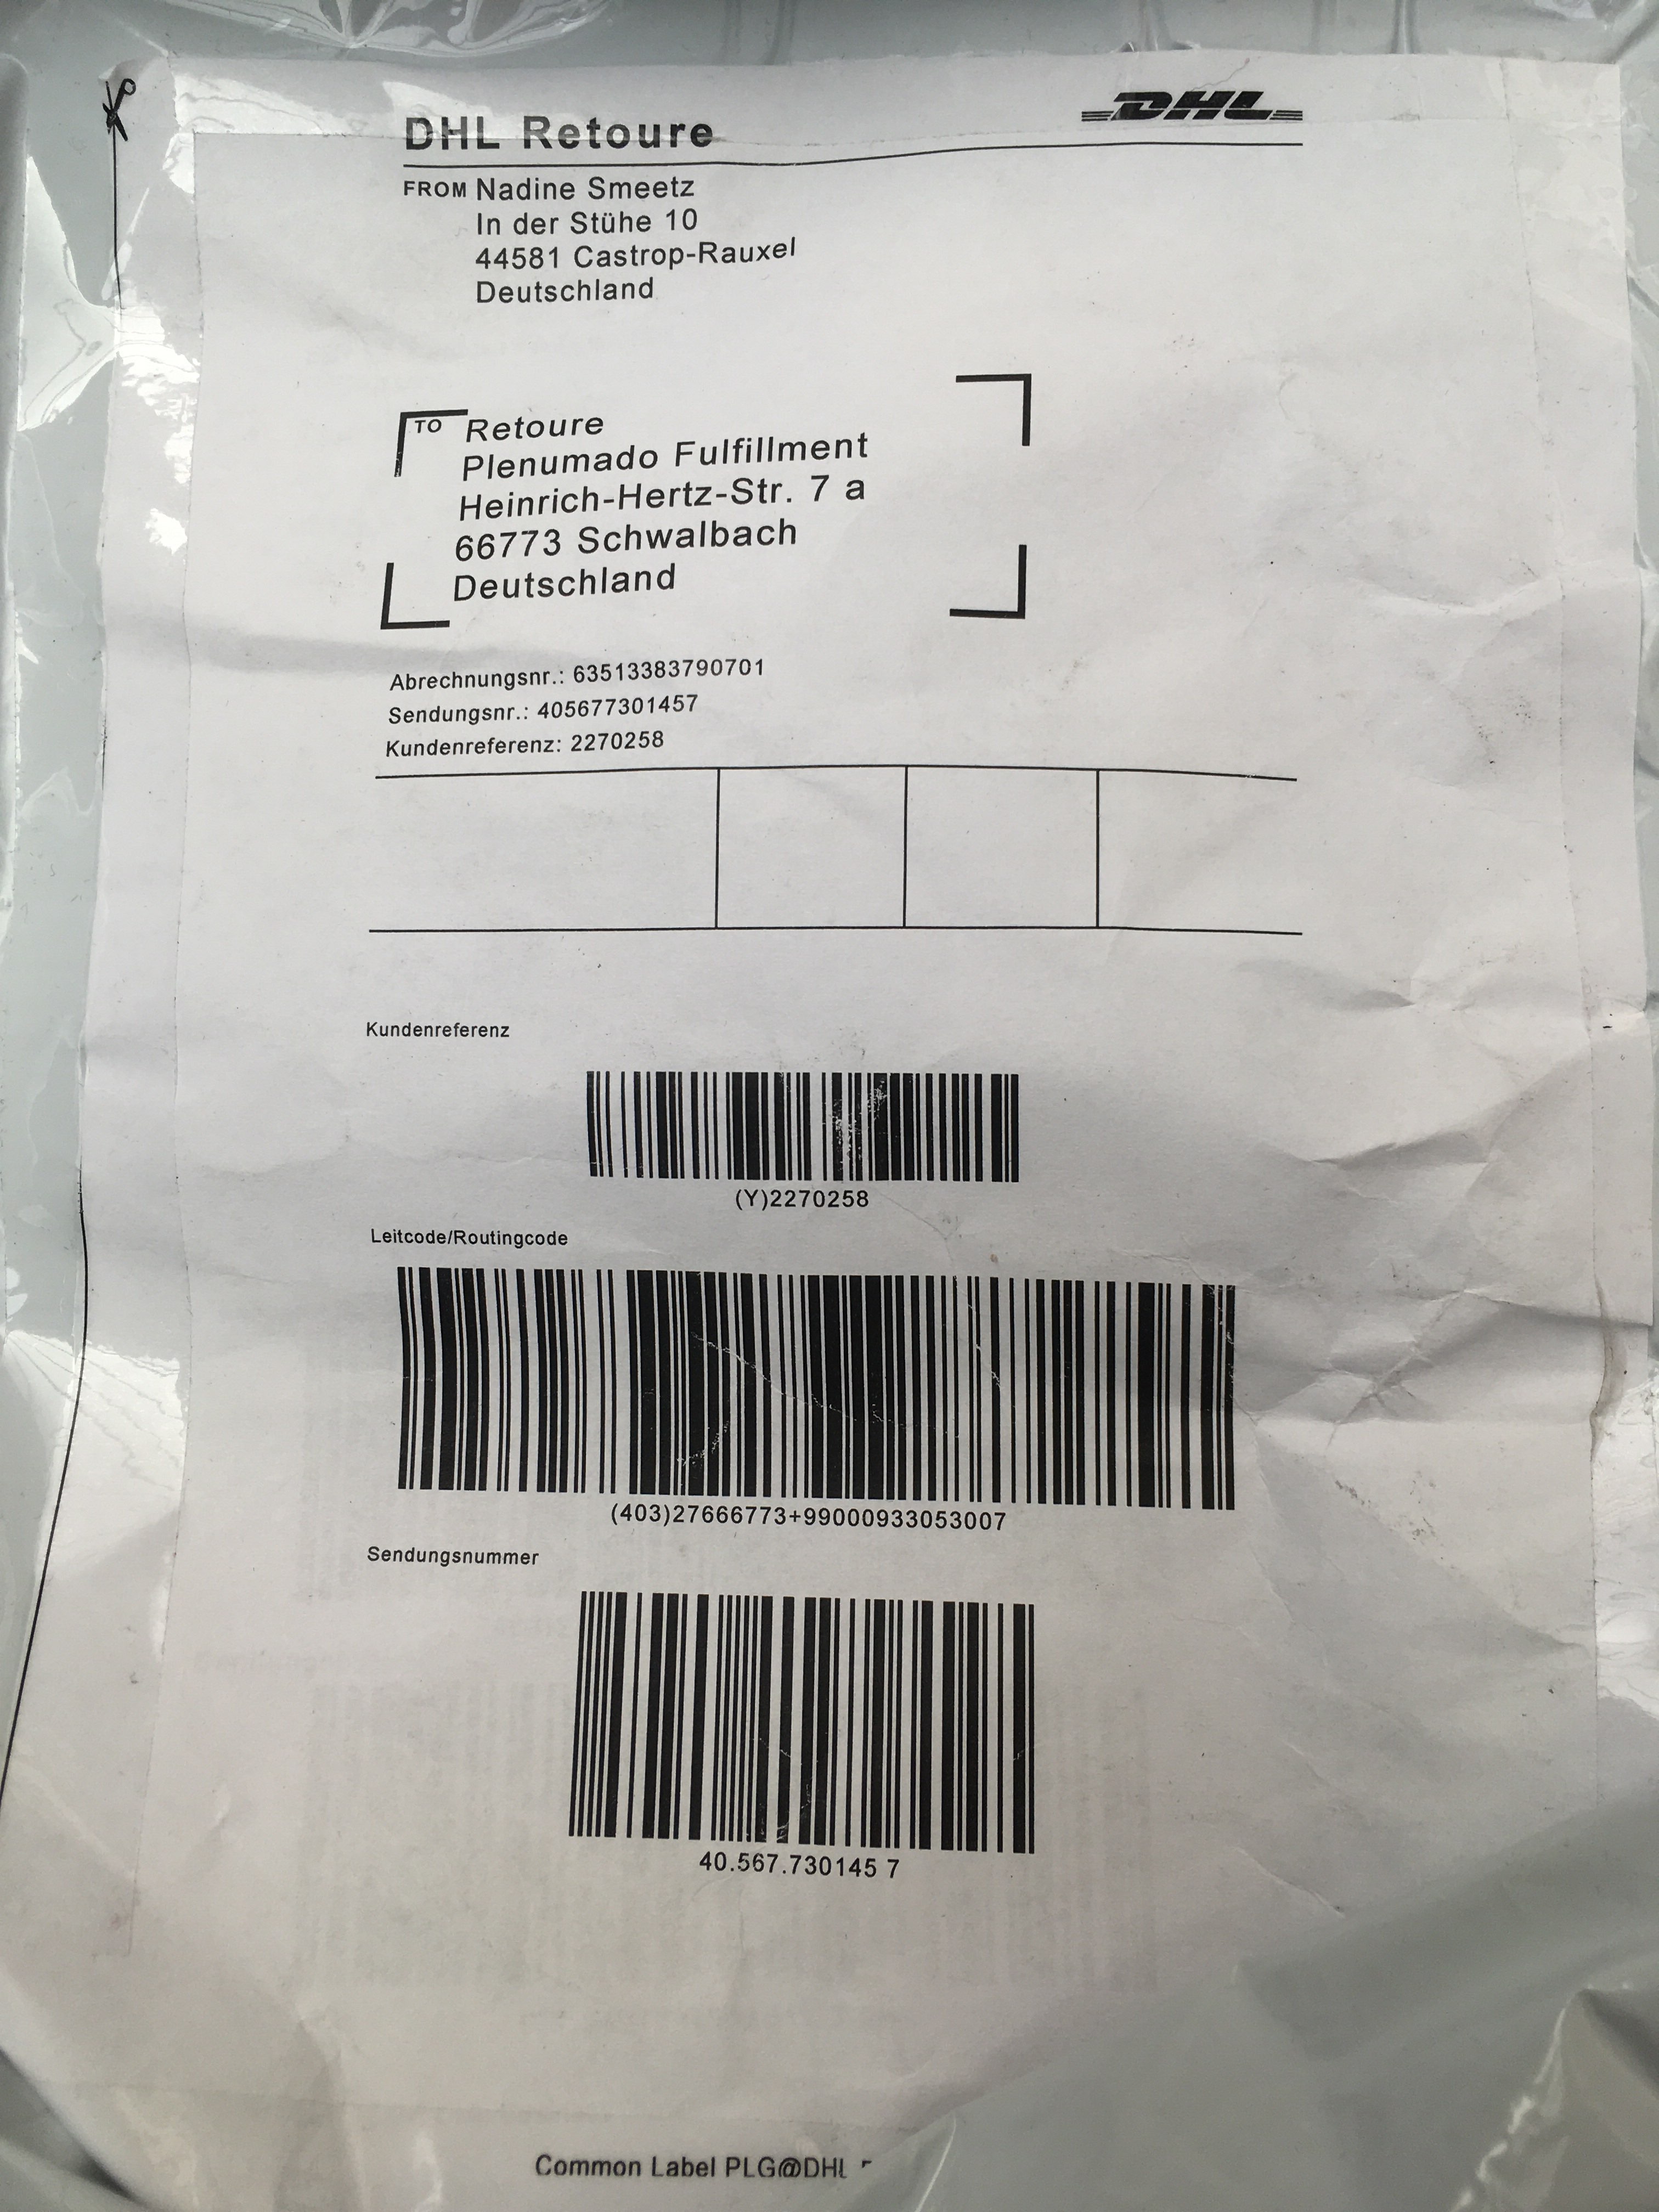 DHL
DHL Retoure
FROM Nadine Smeetz
In der Stühe 10
44581 Castrop-Rauxel
Deutschland
TO Retoure
Plenumado Fulfillment
Heinrich-Hertz-Str. 7 a
66773 Schwalbach
Deutschland
Abrechnungsnr.: 63513383790701
Sendungsnr.: 405677301457
Kundenreferenz: 2270258
Kundenreferenz
(Y)2270258
Leitcode/Routingcode
(403)27666773+99000933053007
Sendungsnummer
40.567.730145 7
Common Label PLG@DHL